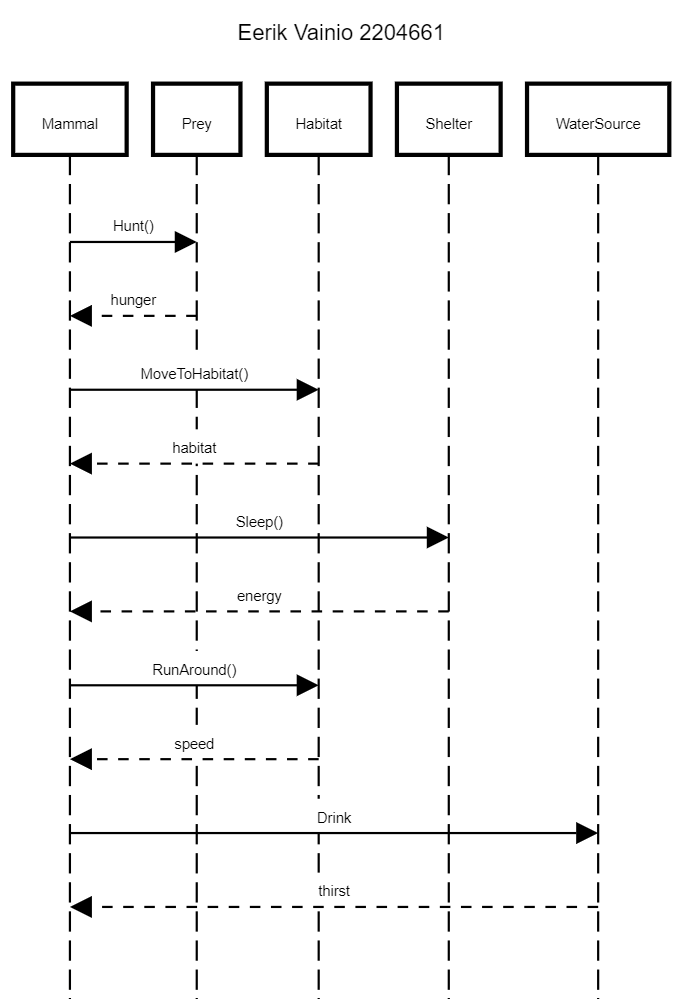 Eerik Vainio 2204661
Mammal
Prey
Habitat
Shelter
WaterSource
Hunt()
hunger
MoveToHabitat()
habitat
Sleep()
energy
RunAround()
speed
Drink
thirst